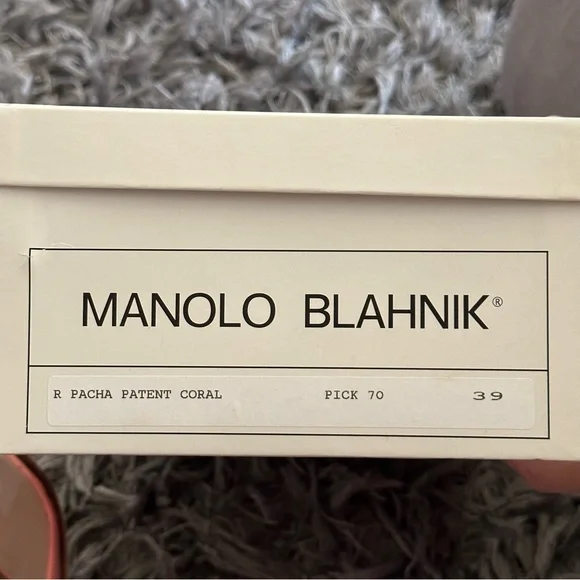 MANOLO BLAHNIK®
R PACHA PATENT CORAL PICK 70 39